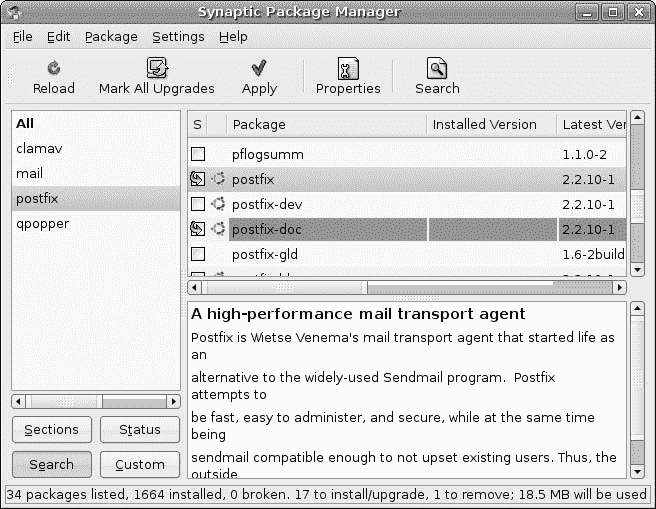 Synaptic Package Manager
File Edit Package Settings Help
Reload Mark All Upgrades Apply Properties Search
All
clamav
mail
postfix
qpopper
S Package Installed Version Latest Ver
pflogsumm 1.1.0-2
postfix 2.2.10-1
postfix-dev 2.2.10-1
postfix-doc 2.2.10-1
postfix-gld 1.6-2build
A high-performance mail transport agent
Postfix is Wietse Venema's mail transport agent that started life as
an
alternative to the widely-used Sendmail program.  Postfix
attempts to
be fast, easy to administer, and secure, while at the same time
being
sendmail compatible enough to not upset existing users. Thus, the
outside
Sections Status
Search Custom
34 packages listed, 1664 installed, 0 broken. 17 to install/upgrade, 1 to remove; 18.5 MB will be used